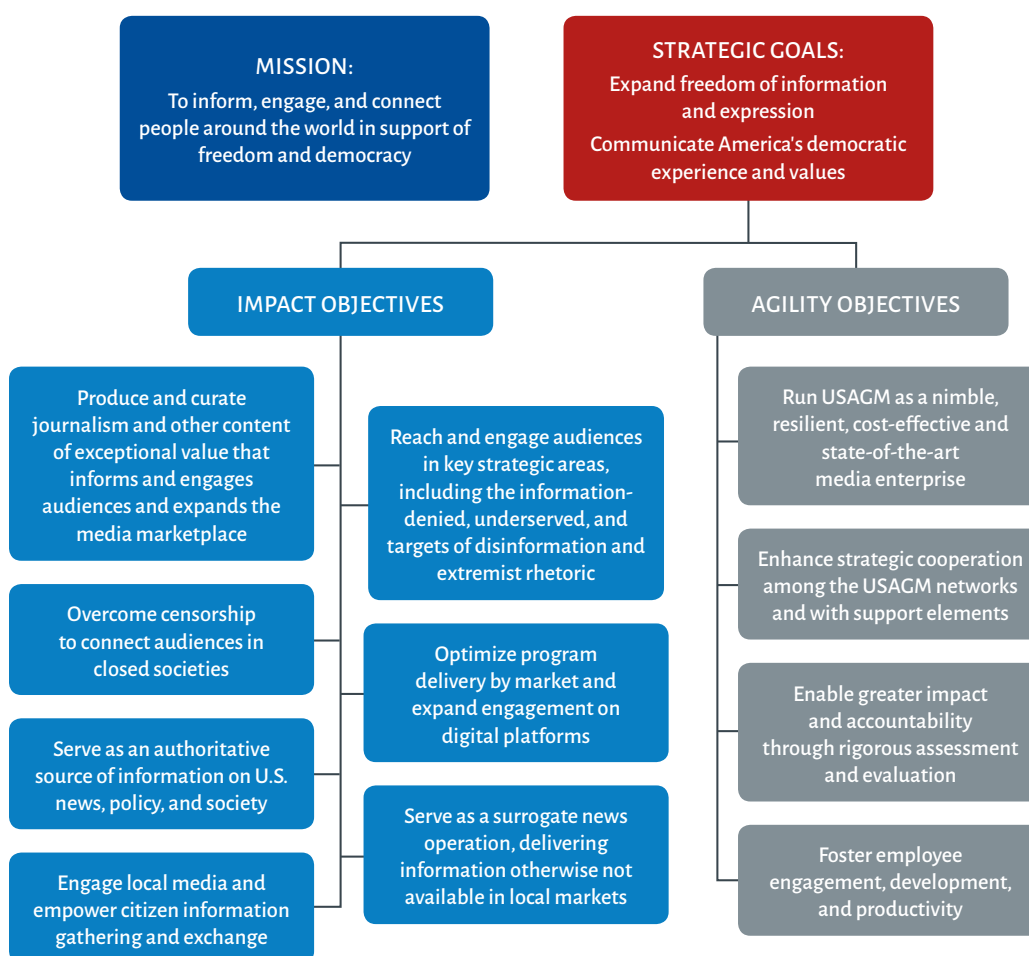 MISSION:
To inform, engage, and connect
people around the world in support of
freedom and democracy
STRATEGIC GOALS:
Expand freedom of information
and expression
Communicate America's democratic
experience and values
IMPACT OBJECTIVES
Produce and curate
journalism and other content
of exceptional value that
informs and engages
audiences and expands the
media marketplace
Reach and engage audiences
in key strategic areas,
including the information-
denied, underserved, and
targets of disinformation and
extremist rhetoric
Overcome censorship
to connect audiences in
closed societies
Optimize program
delivery by market and
expand engagement on
digital platforms
Serve as an authoritative
source of information on U.S.
news, policy, and society
Serve as a surrogate news
operation, delivering
information otherwise not
available in local markets
Engage local media and
empower citizen information
gathering and exchange
AGILITY OBJECTIVES
Run USAGM as a nimble,
resilient, cost-effective and
state-of-the-art
media enterprise
Enhance strategic cooperation
among the USAGM networks
and with support elements
Enable greater impact
and accountability
through rigorous assessment
and evaluation
Foster employee
engagement, development,
and productivity